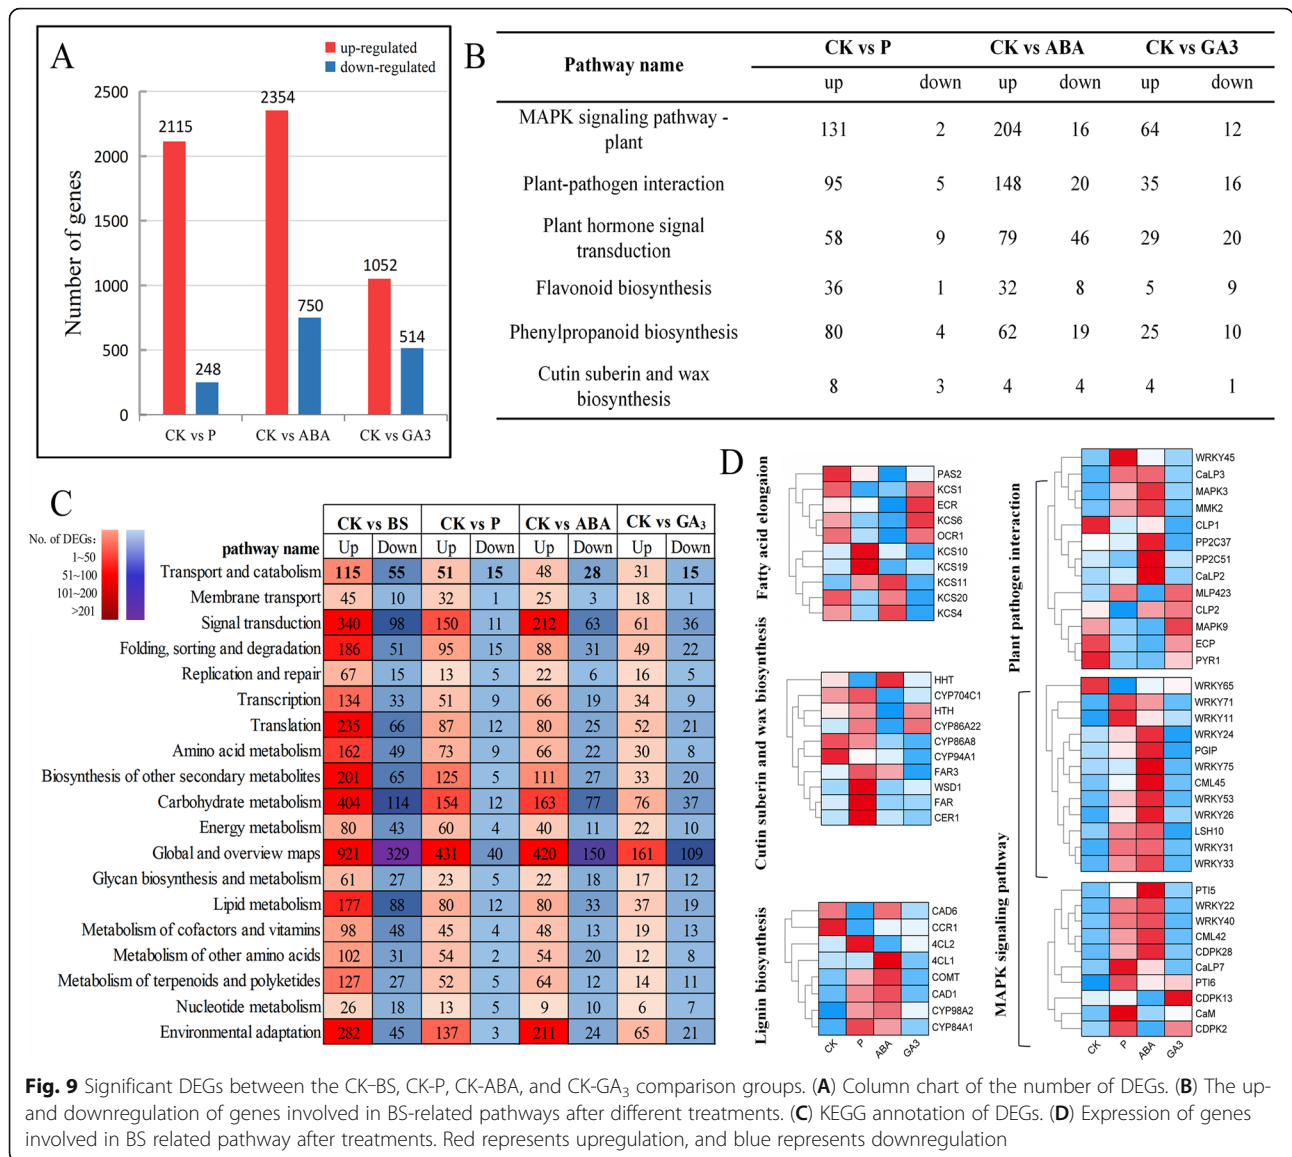 A
up-regulated
down-regulated
Number of genes
2500
2000
1500
1000
500
0
2115
248
2354
750
1052
514
CK vs P
CK vs ABA
CK vs GA3
B
Pathway name CK vs P CK vs ABA CK vs GA3
up down up down up down
MAPK signaling pathway -
plant 131 2 204 16 64 12
Plant-pathogen interaction 95 5 148 20 35 16
Plant hormone signal
transduction 58 9 79 46 29 20
Flavonoid biosynthesis 36 1 32 8 5 9
Phenylpropanoid biosynthesis 80 4 62 19 25 10
Cutin suberin and wax
biosynthesis 8 3 4 4 4 1
C
No. of DEGs:
1~50
51~100
101~200
>201
CK vs BS CK vs P CK vs ABA CK vs GA3
pathway name Up Down Up Down Up Down Up Down
Transport and catabolism 115 55 51 15 48 28 31 15
Membrane transport 45 10 32 1 25 3 18 1
Signal transduction 340 98 150 11 212 63 61 36
Folding, sorting and degradation 186 51 95 15 88 31 49 22
Replication and repair 67 15 13 5 22 6 16 5
Transcription 134 33 51 9 66 19 34 9
Translation 235 66 87 12 80 25 52 21
Amino acid metabolism 162 49 73 9 66 22 30 8
Biosynthesis of other secondary metabolites 201 65 125 5 111 27 33 20
Carbohydrate metabolism 404 114 154 12 163 77 76 37
Energy metabolism 80 43 60 4 40 11 22 10
Global and overview maps 921 329 431 40 420 150 161 109
Glycan biosynthesis and metabolism 61 27 23 5 22 18 17 12
Lipid metabolism 177 88 80 12 80 33 37 19
Metabolism of cofactors and vitamins 98 48 45 4 48 13 19 13
Metabolism of other amino acids 102 31 54 2 54 20 12 8
Metabolism of terpenoids and polyketides 127 27 52 5 64 12 14 11
Nucleotide metabolism 26 18 13 5 9 10 6 7
Environmental adaptation 282 45 137 3 211 24 65 21
D
Fatty acid elongaion
PAS2
KCS1
ECR
KCS6
OCR1
KCS10
KCS19
KCS11
KCS20
KCS4
Cutin suberin and wax biosynthesis
HHT
CYP704C1
HTH
CYP86A22
CYP86A8
CYP94A1
FAR3
WSD1
FAR
CER1
Lignin biosynthesis
CAD6
CCR1
4CL2
4CL1
COMT
CAD1
CYP98A2
CYP84A1
CK P ABA GA3
Plant pathogen interaction
WRKY45
CaLP3
MAPK3
MMK2
CLP1
PP2C37
PP2C51
CaLP2
MLP423
CLP2
MAPK9
ECP
PYR1
MAPK signaling pathway
WRKY65
WRKY71
WRKY11
WRKY24
PGIP
WRKY75
CML45
WRKY53
WRKY26
LSH10
WRKY31
WRKY33
PTI5
WRKY22
WRKY40
CML42
CDPK28
CaLP7
PTI6
CDPK13
CaM
CDPK2
CK P ABA GA3
Fig. 9 Significant DEGs between the CK–BS, CK-P, CK-ABA, and CK-GA3 comparison groups. (A) Column chart of the number of DEGs. (B) The up-
and downregulation of genes involved in BS-related pathways after different treatments. (C) KEGG annotation of DEGs. (D) Expression of genes
involved in BS related pathway after treatments. Red represents upregulation, and blue represents downregulation